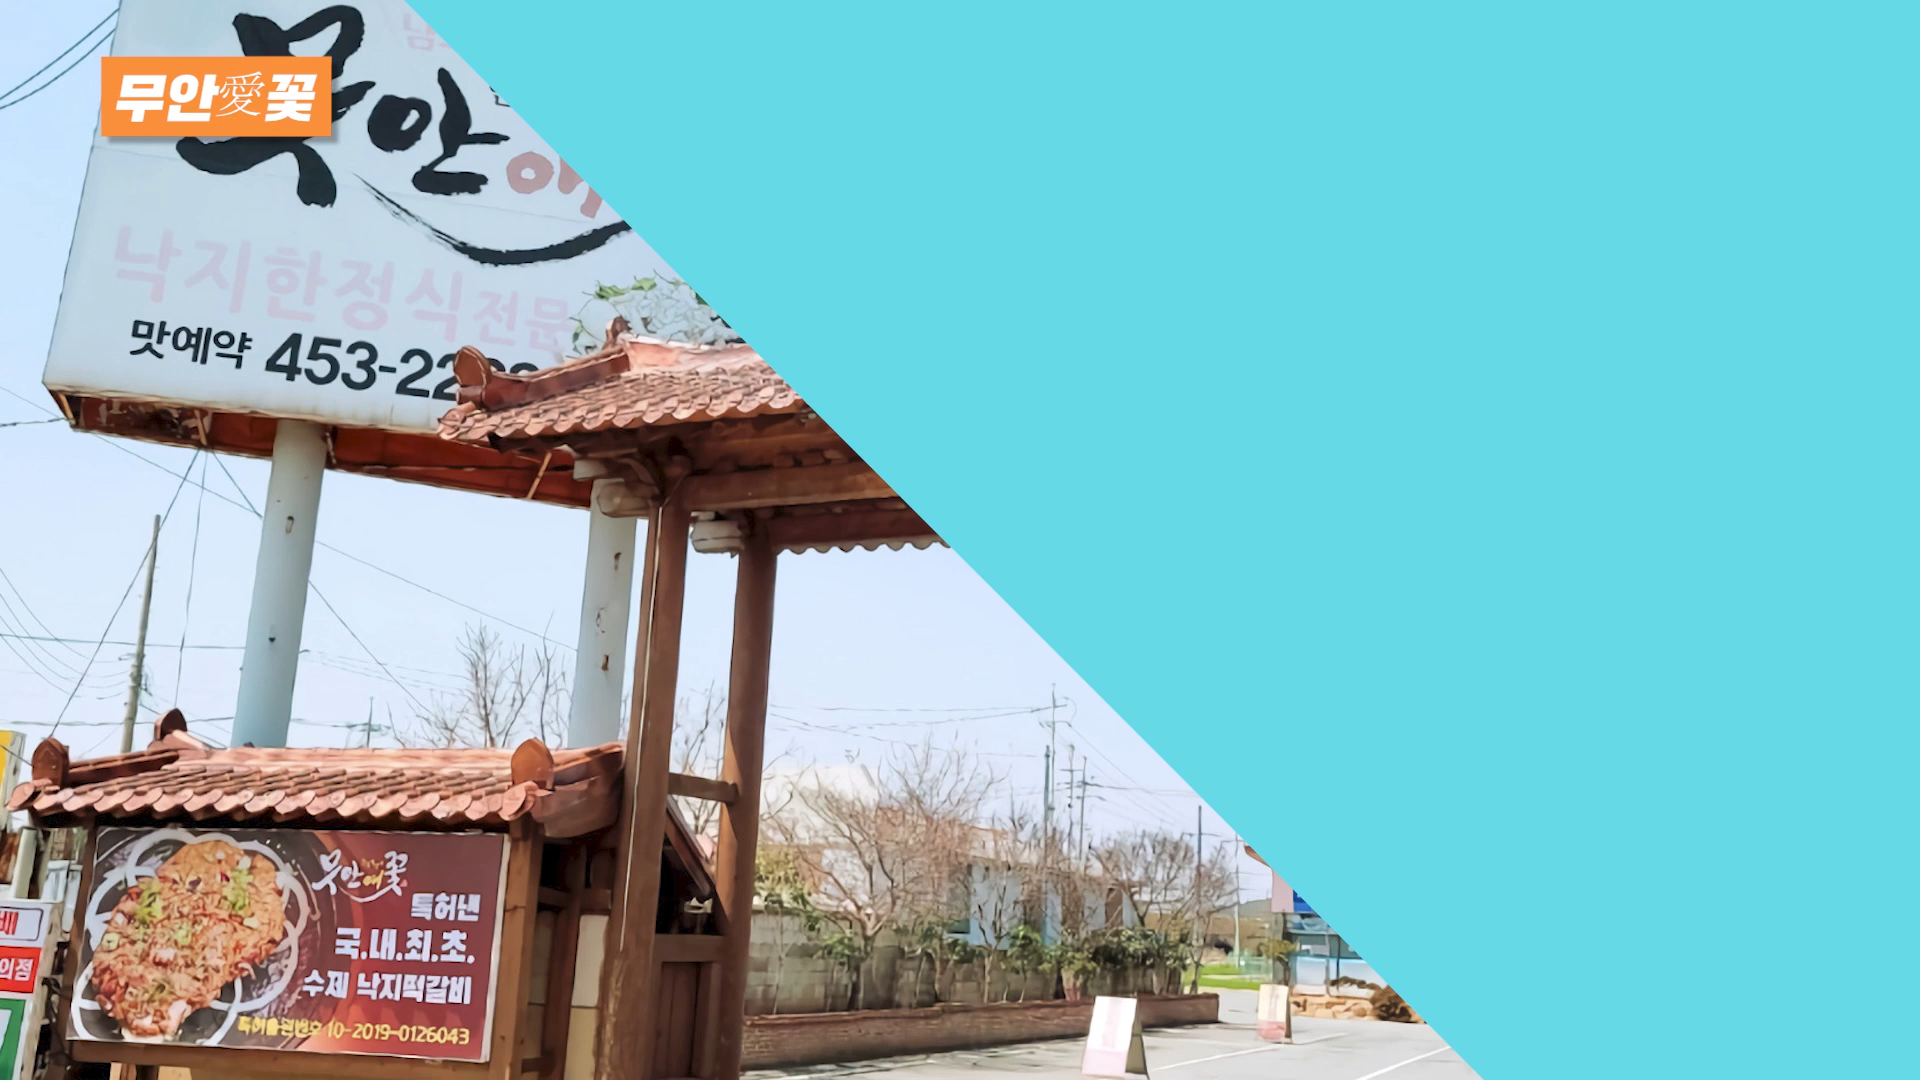 무안愛꽃
무안애
낙지한정식전문
맛예약 453-22
무안애꽃
특허낸
국.내.최.초.
수제 낙지떡갈비
특허출원번호 10-2019-0126043
배
의점